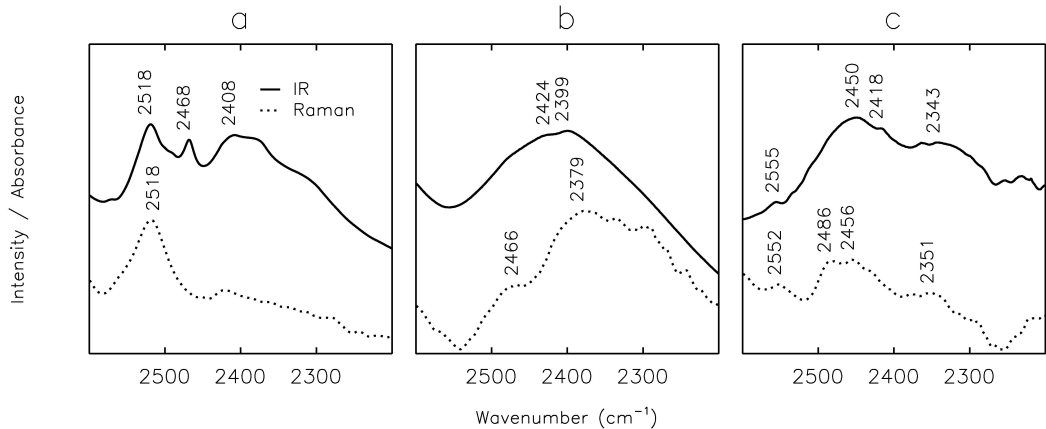 a
b
c
Intensity / Absorbance
2518
2468
2408
IR
Raman
2518
2424
2399
2379
2466
2450
2418
2343
2555
2552
2486
2456
2351
2500 2400 2300
2500 2400 2300
2500 2400 2300
Wavenumber (cm⁻¹)